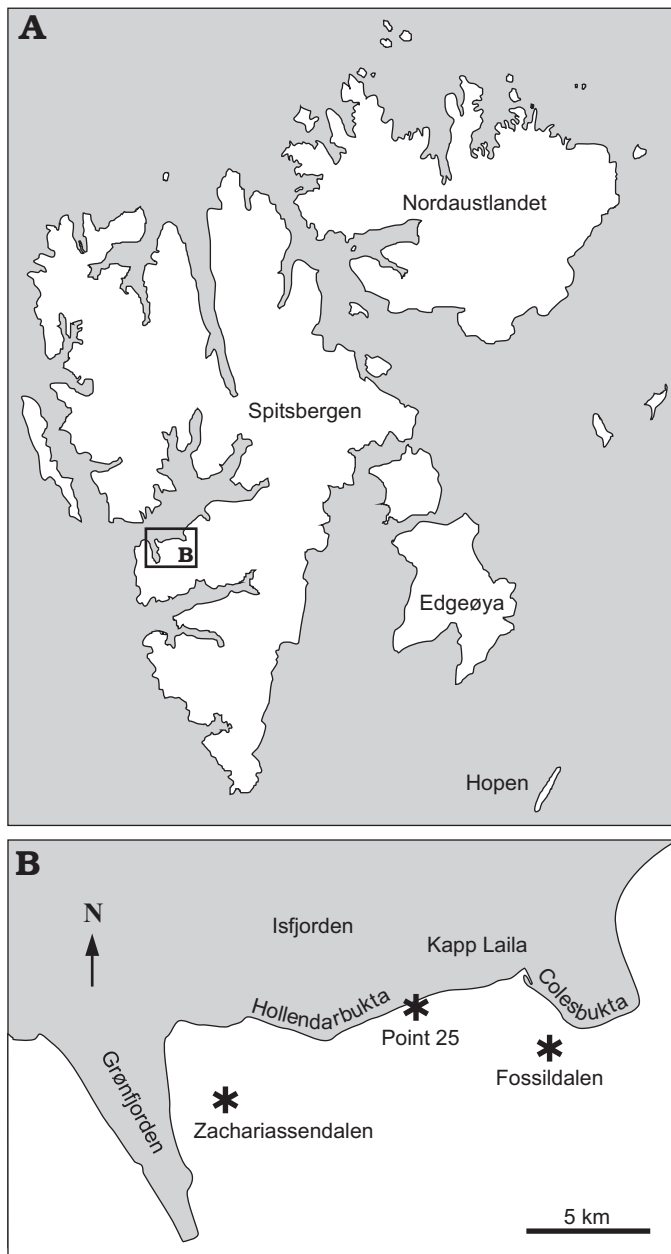 A
Nordaustlandet
Spitsbergen
B
Edgeøya
Hopen
B
N
Isfjorden
Kapp Laila
Colesbukta
Hollendarbukta
Point 25
Fossildalen
Grønfjorden
Zachariassendalen
5 km